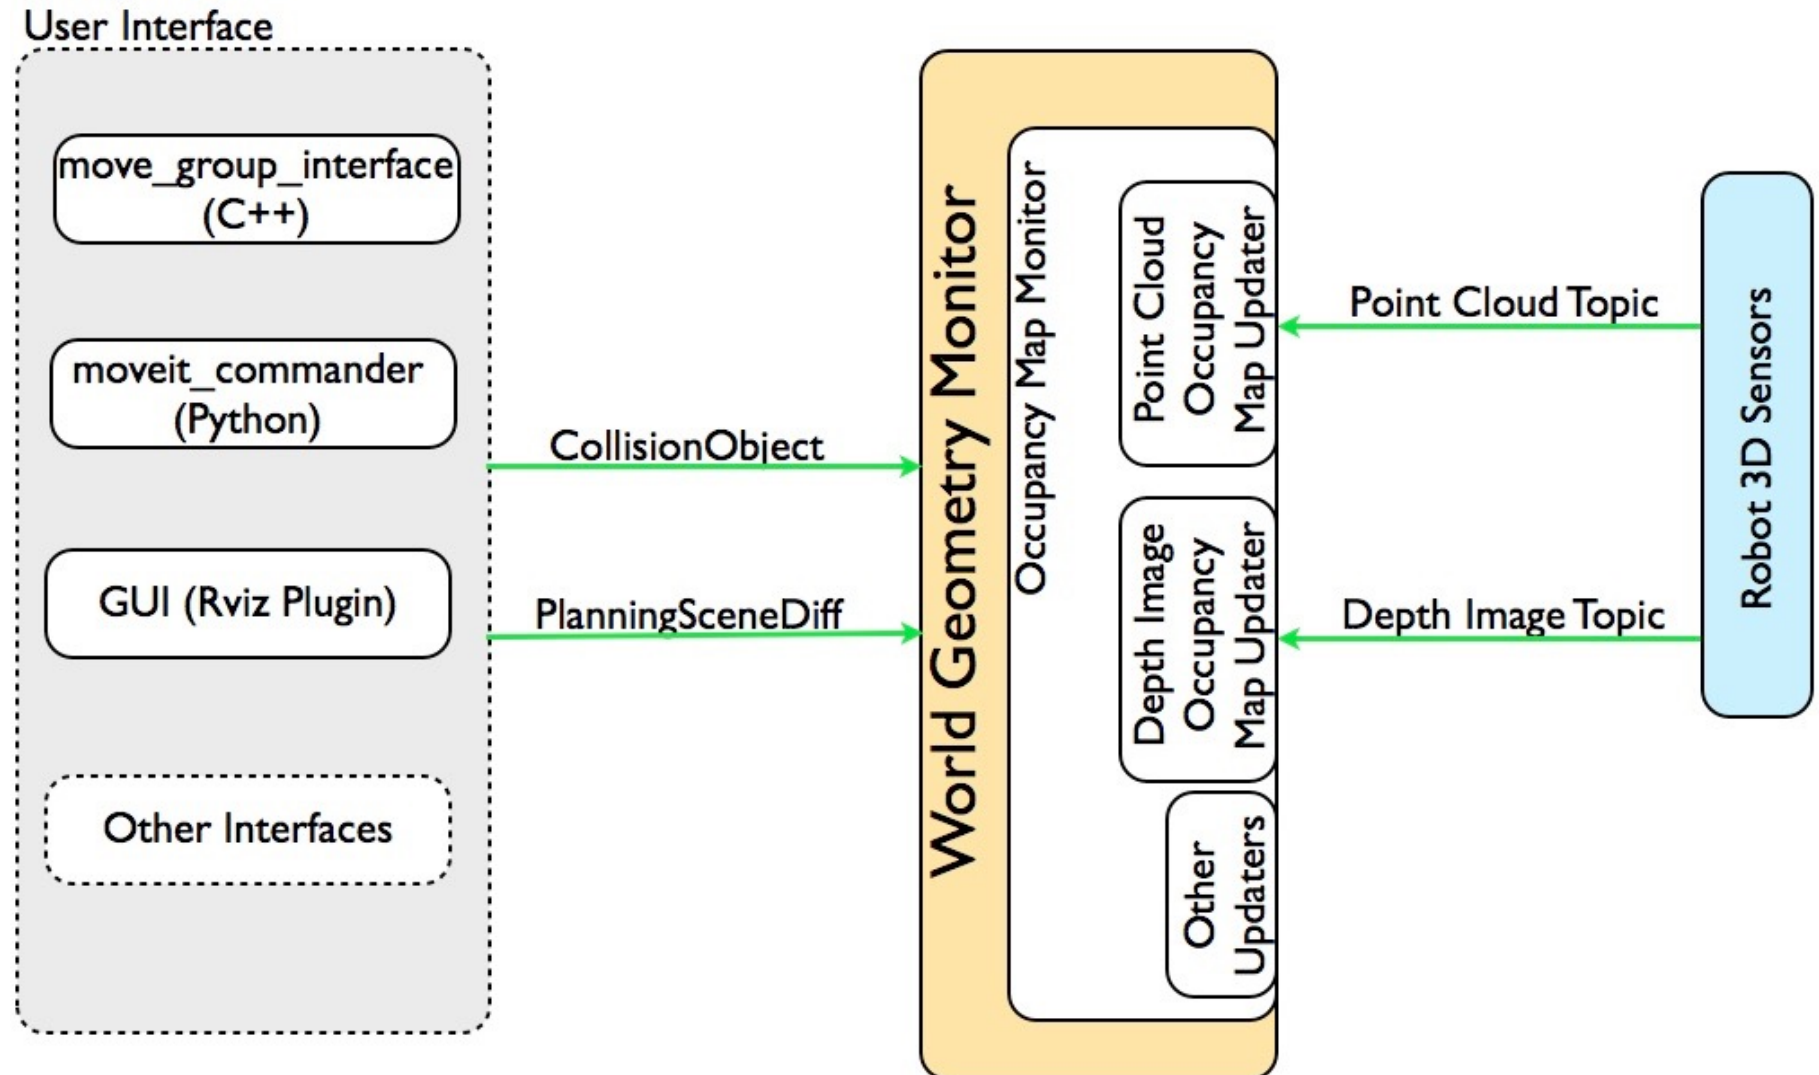 User Interface
move_group_interface
(C++)
moveit_commander
(Python)
GUI (Rviz Plugin)
Other Interfaces
CollisionObject
PlanningSceneDiff
World Geometry Monitor
Occupancy Map Monitor
Point Cloud
Occupancy
Map Updater
Depth Image
Occupancy
Map Updater
Other
Updaters
Point Cloud Topic
Depth Image Topic
Robot 3D Sensors